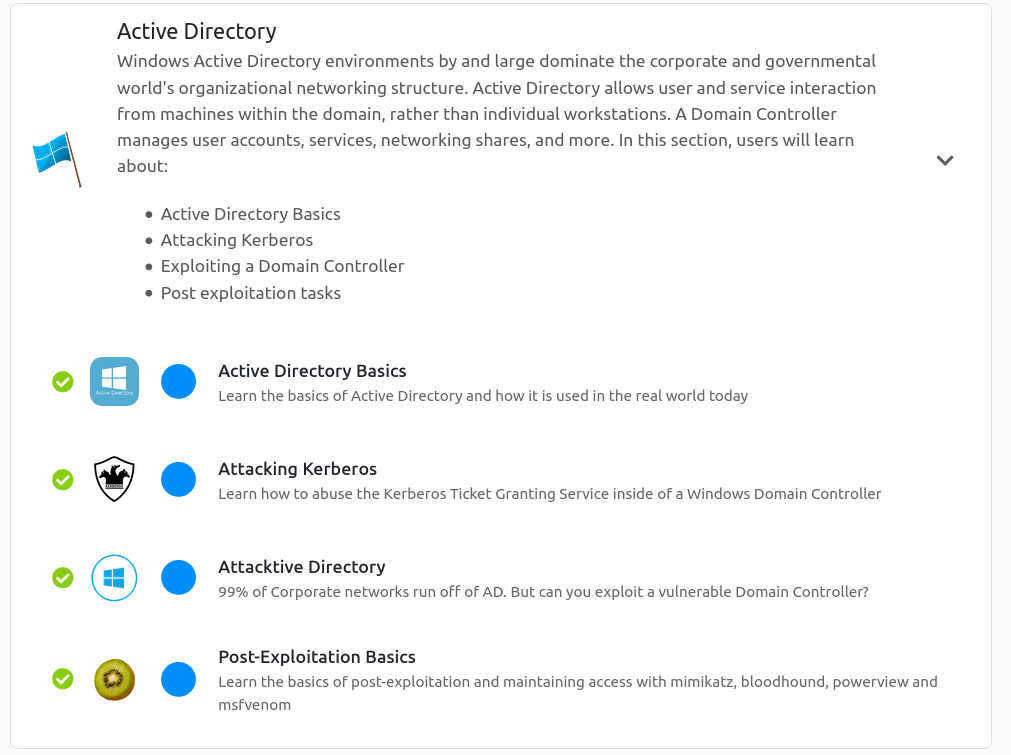 Active Directory
Windows Active Directory environments by and large dominate the corporate and governmental
world's organizational networking structure. Active Directory allows user and service interaction
from machines within the domain, rather than individual workstations. A Domain Controller
manages user accounts, services, networking shares, and more. In this section, users will learn
about:
• Active Directory Basics
• Attacking Kerberos
• Exploiting a Domain Controller
• Post exploitation tasks
Active Directory
Active Directory Basics
Learn the basics of Active Directory and how it is used in the real world today
Attacking Kerberos
Learn how to abuse the Kerberos Ticket Granting Service inside of a Windows Domain Controller
Attacktive Directory
99% of Corporate networks run off of AD. But can you exploit a vulnerable Domain Controller?
Post-Exploitation Basics
Learn the basics of post-exploitation and maintaining access with mimikatz, bloodhound, powerview and
msfvenom